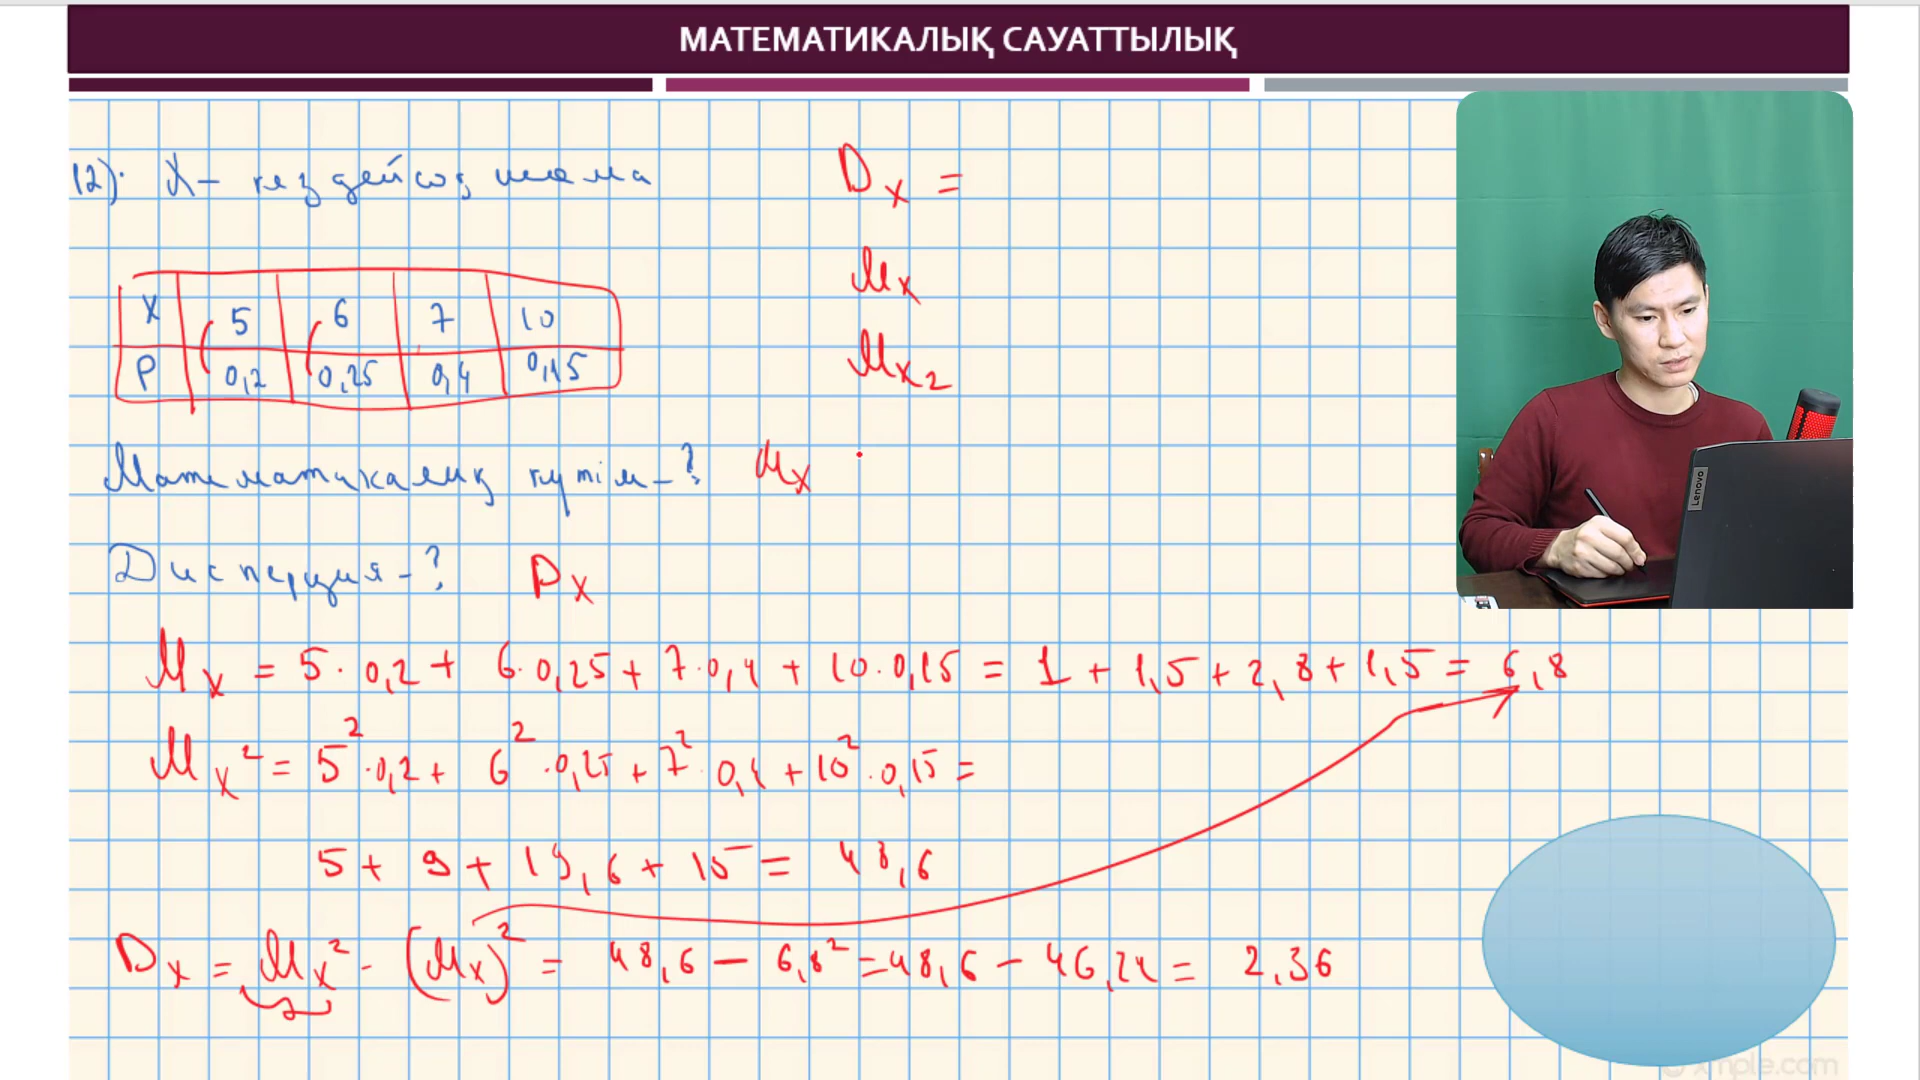 МАТЕМАТИКАЛЫҚ САУАТТЫЛЫҚ
12). X – кездейсоқ шама
X 5 6 7 10
P 0,2 0,25 0,4 0,15
Математикалық күтім – ? Mx
Дисперция – ? Dx
Dx =
Mx
Mx2
Mx = 5 · 0,2 + 6 · 0,25 + 7 · 0,4 + 10 · 0,15 = 1 + 1,5 + 2,8 + 1,5 = 6,8
Mx² = 5² · 0,2 + 6² · 0,25 + 7² · 0,4 + 10² · 0,15 =
5 + 9 + 19,6 + 15 = 48,6
Dx = Mx² - (Mx)² = 48,6 – 6,8² = 48,6 – 46,24 = 2,36
Lenovo